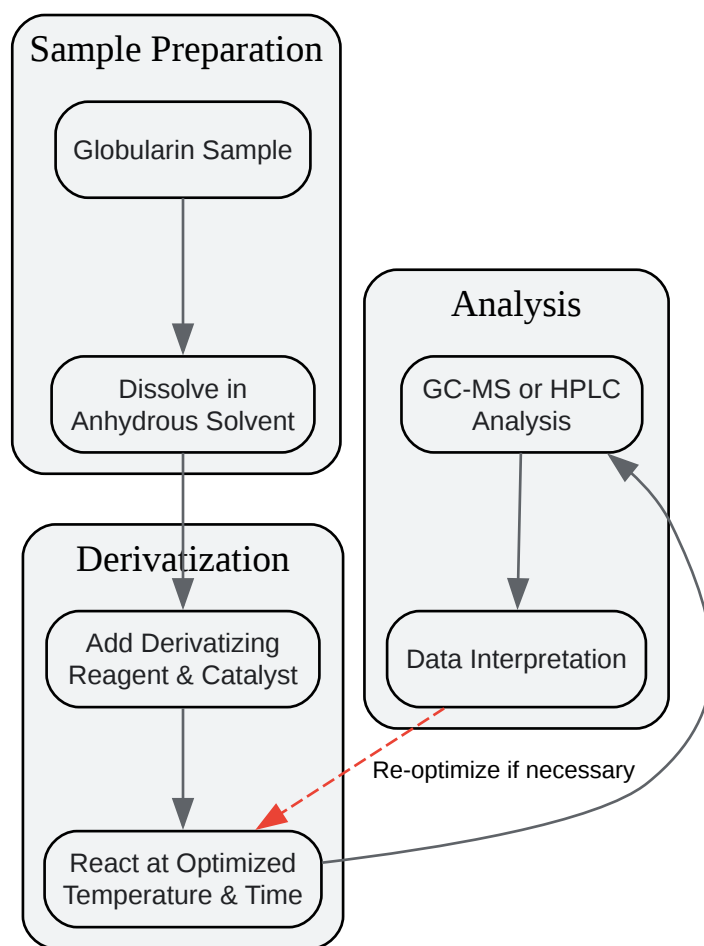 Sample Preparation
Globularin Sample
Dissolve in
Anhydrous Solvent
Derivatization
Add Derivatizing
Reagent & Catalyst
React at Optimized
Temperature & Time
Analysis
GC-MS or HPLC
Analysis
Data Interpretation
Re-optimize if necessary